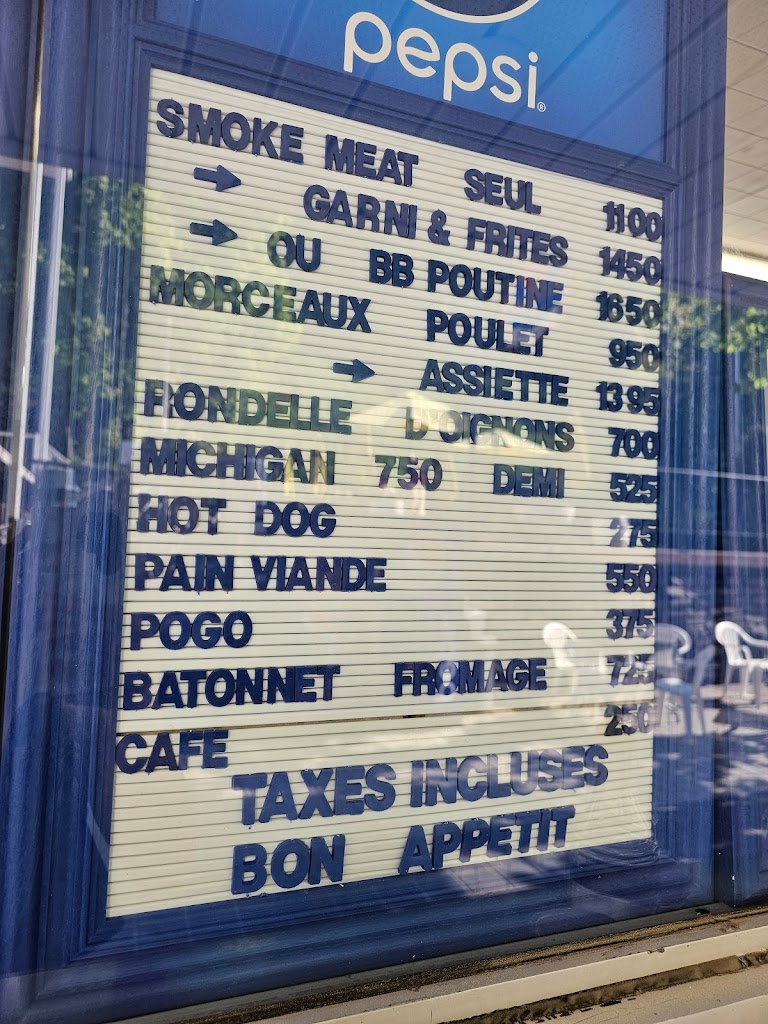 pepsi®
SMOKE MEAT SEUL 1100
→ GARNI & FRITES 1450
→ OU BB POUTINE 1650
MORCEAUX POULET 950
→ ASSIETTE 1395
RONDELLE D'OIGNONS 700
MICHIGAN 750 DEMI 525
HOT DOG 275
PAIN VIANDE 550
POGO 375
BATONNET FROMAGE 725
CAFE 250
TAXES INCLUSES
BON APPETIT